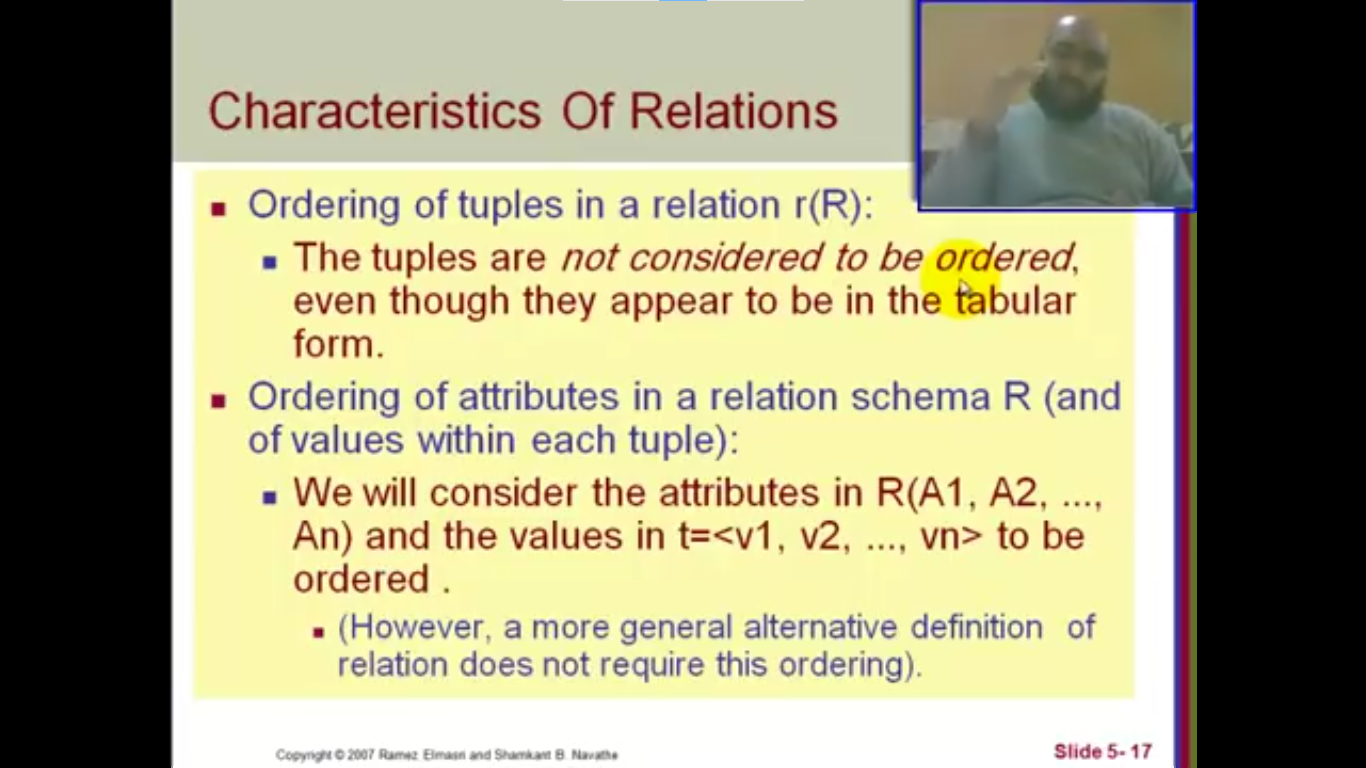 Characteristics Of Relations
Ordering of tuples in a relation r(R):
The tuples are not considered to be ordered,
even though they appear to be in the tabular
form.
Ordering of attributes in a relation schema R (and
of values within each tuple):
We will consider the attributes in R(A1, A2, ...,
An) and the values in t=<v1, v2, ..., vn> to be
ordered .
(However, a more general alternative definition of
relation does not require this ordering).
Copyright © 2007 Ramez Elmasri and Shamkant B. Navathe
Slide 5- 17